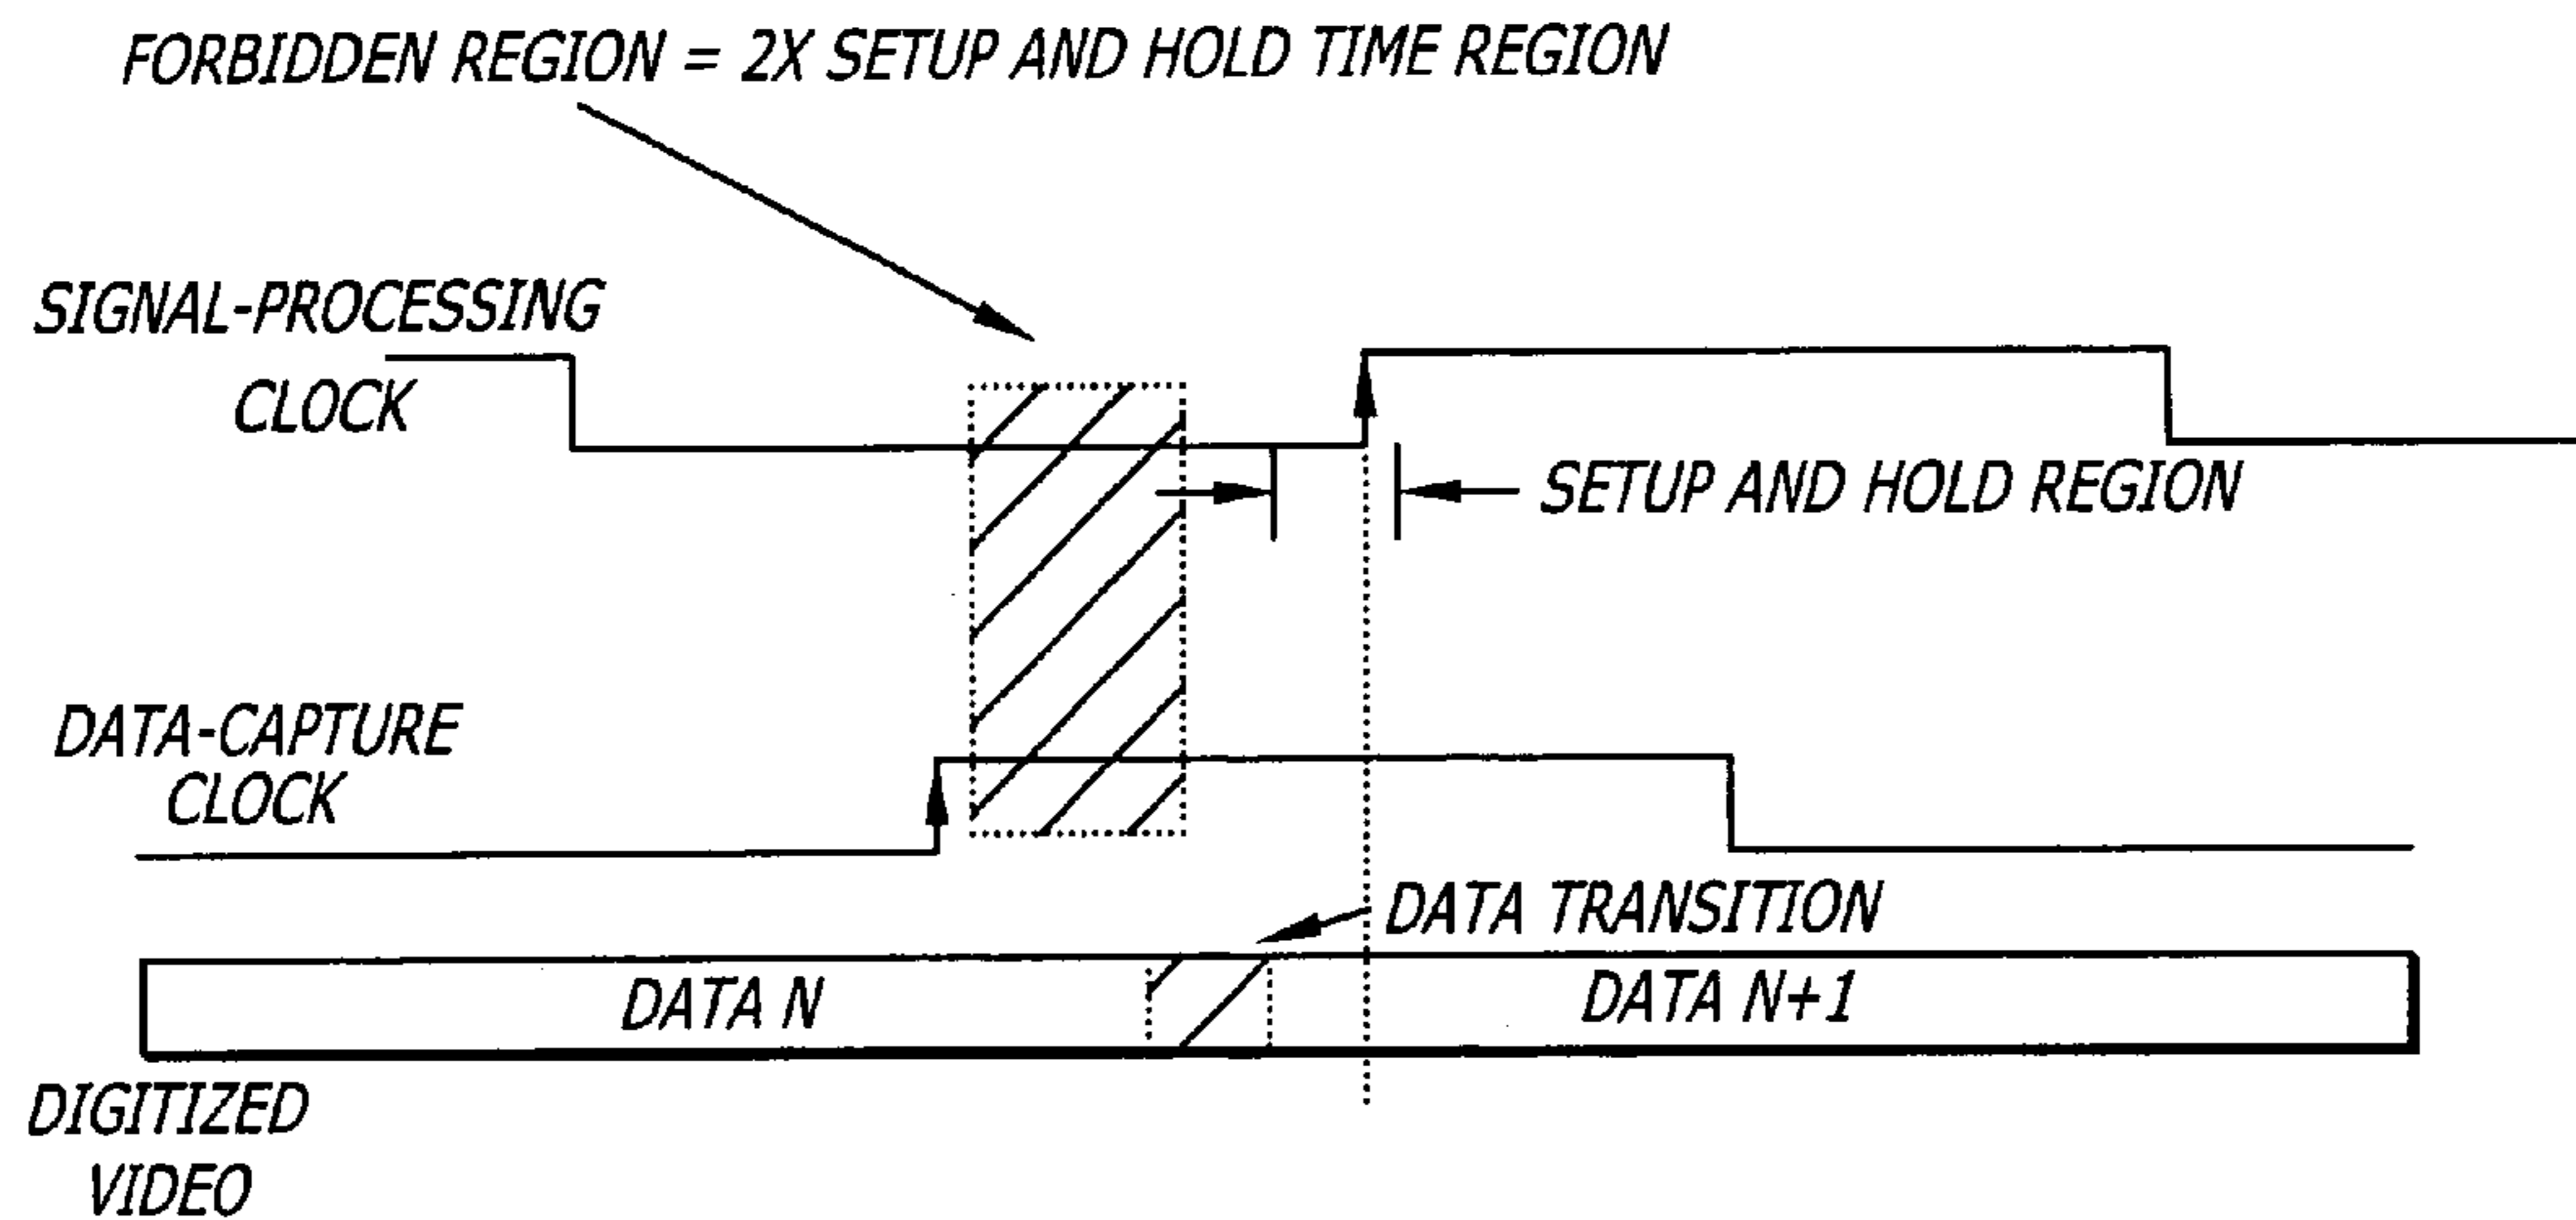 FORBIDDEN REGION = 2X SETUP AND HOLD TIME REGION
SIGNAL-PROCESSING
CLOCK
SETUP AND HOLD REGION
DATA-CAPTURE
CLOCK
DATA TRANSITION
DATA N
DATA N+1
DIGITIZED
VIDEO